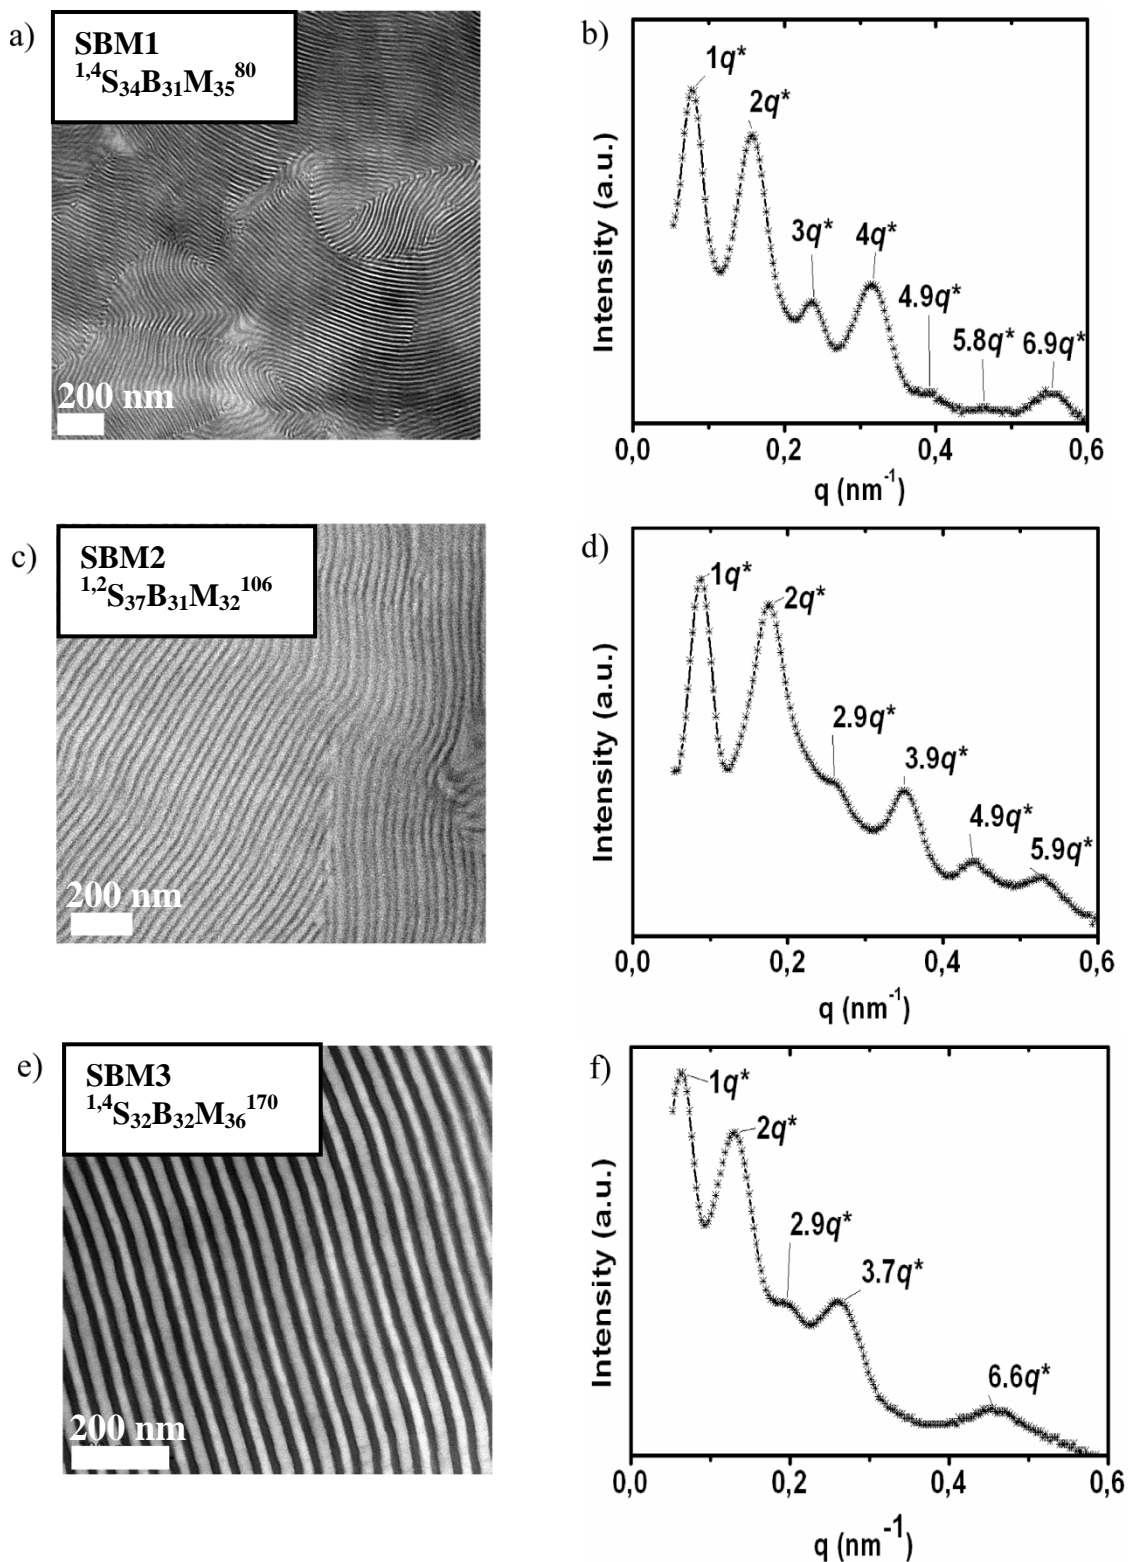 a)
SBM1
1,4S34B31M35 80
200 nm
b)
Intensity (a.u.)
1q*
2q*
3q*
4q*
4.9q*
5.8q*
6.9q*
0,0 0,2 0,4 0,6
q (nm-1)
c)
SBM2
1,2S37B31M32 106
200 nm
d)
Intensity (a.u.)
1q*
2q*
2.9q*
3.9q*
4.9q*
5.9q*
0,0 0,2 0,4 0,6
q (nm-1)
e)
SBM3
1,4S32B32M36 170
200 nm
f)
Intensity (a.u.)
1q*
2q*
2.9q*
3.7q*
6.6q*
0,0 0,2 0,4 0,6
q (nm-1)